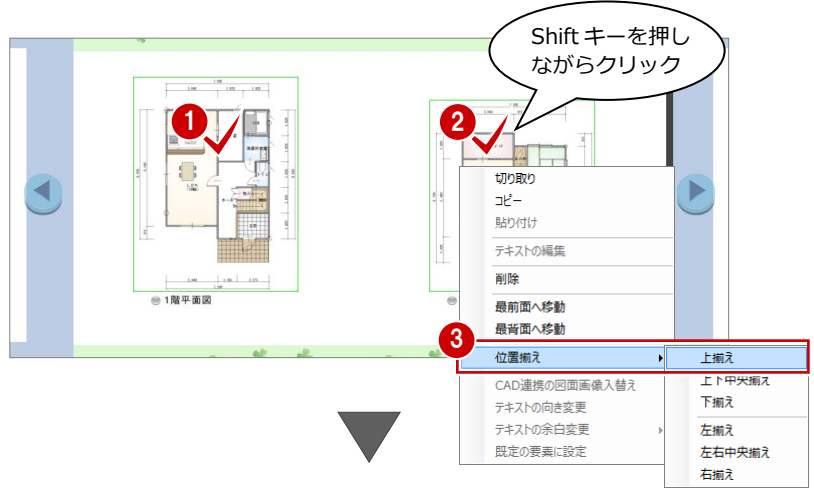 Shift キーを押し
ながらクリック
1
2
1階平面図
切り取り
コピー
貼り付け
テキストの編集
削除
最前面へ移動
最背面へ移動
3
位置揃え
上揃え
CAD連携の図面画像入替え
上下中央揃え
テキストの向き変更
下揃え
テキストの余白変更
左揃え
既定の要素に設定
左右中央揃え
右揃え